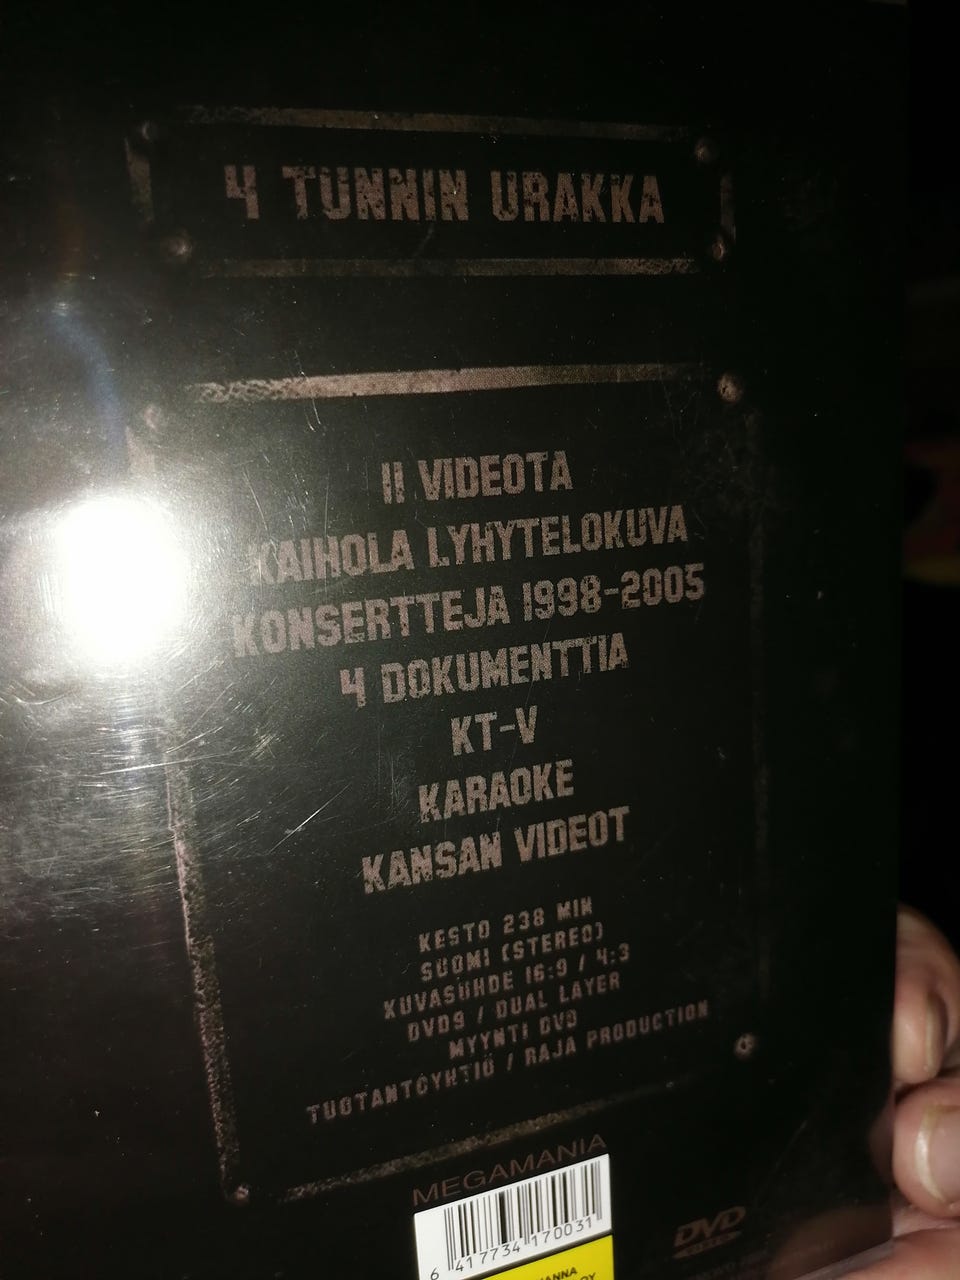 4 TUNNIN URAKKA
11 VIDEOTA
KAIHOLA LYHYTELOKUVA
KONSERTTEJA 1998-2005
4 DOKUMENTTIA
KT-V
KARAOKE
KANSAN VIDEOT
KESTO 238 MIN
SUOMI (STEREO)
KUVASUHDE 16:9 / 4:3
DVD9 / DUAL LAYER
MYYNTI DVD
TUOTANTOYHTIÖ / RAJA PRODUCTION
MEGAMANIA
6 417734 170031
DVD
VIDEO